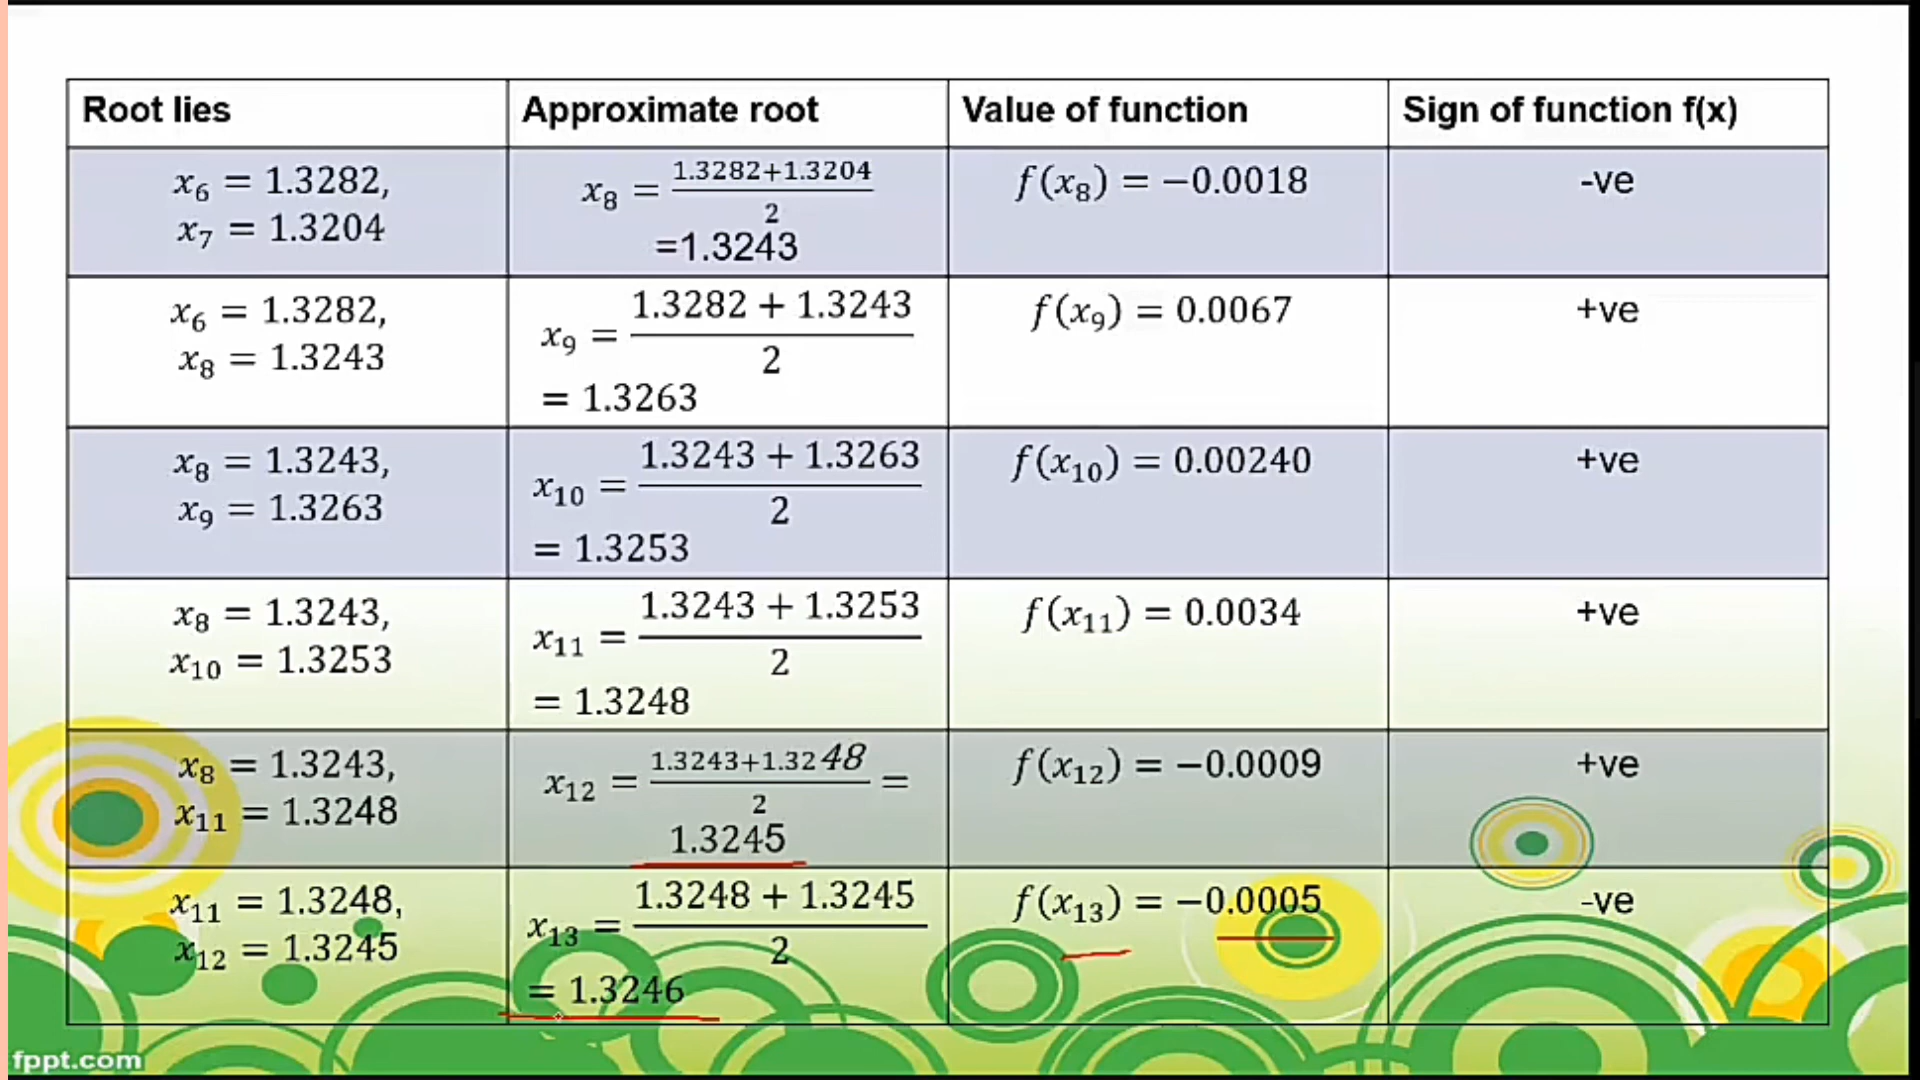 Root lies
Approximate root
Value of function
Sign of function f(x)
x₆ = 1.3282,
x₇ = 1.3204
x₈ = (1.3282+1.3204)/2
=1.3243
f(x₈) = −0.0018
-ve
x₆ = 1.3282,
x₈ = 1.3243
x₉ = (1.3282 + 1.3243)/2
= 1.3263
f(x₉) = 0.0067
+ve
x₈ = 1.3243,
x₉ = 1.3263
x₁₀ = (1.3243 + 1.3263)/2
= 1.3253
f(x₁₀) = 0.00240
+ve
x₈ = 1.3243,
x₁₀ = 1.3253
x₁₁ = (1.3243 + 1.3253)/2
= 1.3248
f(x₁₁) = 0.0034
+ve
x₈ = 1.3243,
x₁₁ = 1.3248
x₁₂ = (1.3243+1.3248)/2 =
1.3245
f(x₁₂) = −0.0009
+ve
x₁₁ = 1.3248,
x₁₂ = 1.3245
x₁₃ = (1.3248 + 1.3245)/2
= 1.3246
f(x₁₃) = −0.0005
-ve
fppt.com